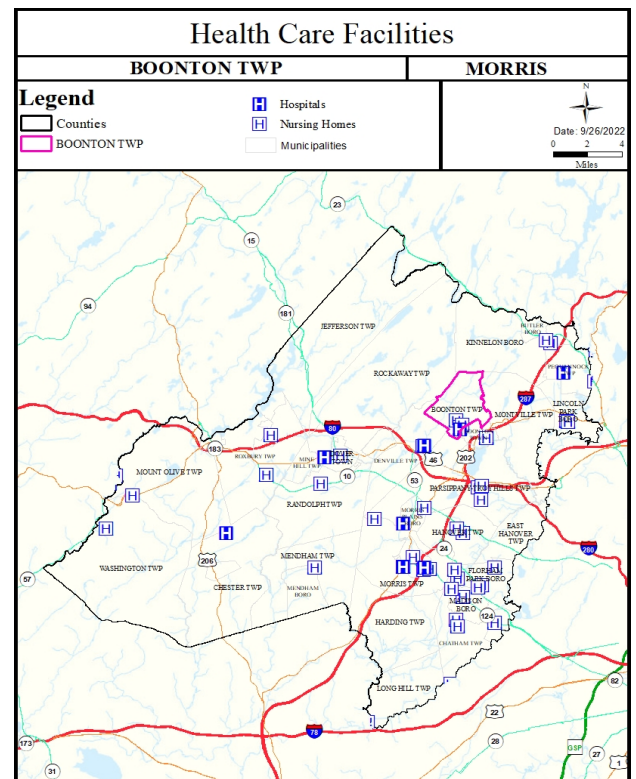 Health Care Facilities
BOONTON TWP
MORRIS
Legend
Counties
BOONTON TWP
H Hospitals
H Nursing Homes
Municipalities
N
Date: 9/26/2022
0 2 4
Miles
23
15
94
181
JEFFERSON TWP
BUTLER BORO
KINNELON BORO
ROCKAWAY TWP
287
BOONTON TWP
MONTVILLE TWP
LINCOLN
PARK
80
183
ROXBURY TWP
MINE
HILL TWP
DENVILLE TWP
46
202
MOUNT OLIVE TWP
10
53
RANDOLPH TWP
HANOVER TWP
EAST
HANOVER
TWP
280
24
206
WASHINGTON TWP
57
CHESTER TWP
MENDHAM TWP
MENDHAM
BORO
MORRIS TWP
PARK BORO
BORO
HARDING TWP
124
CHATHAM TWP
LONG HILL TWP
82
22
78
28
173
31
GSP
27
1